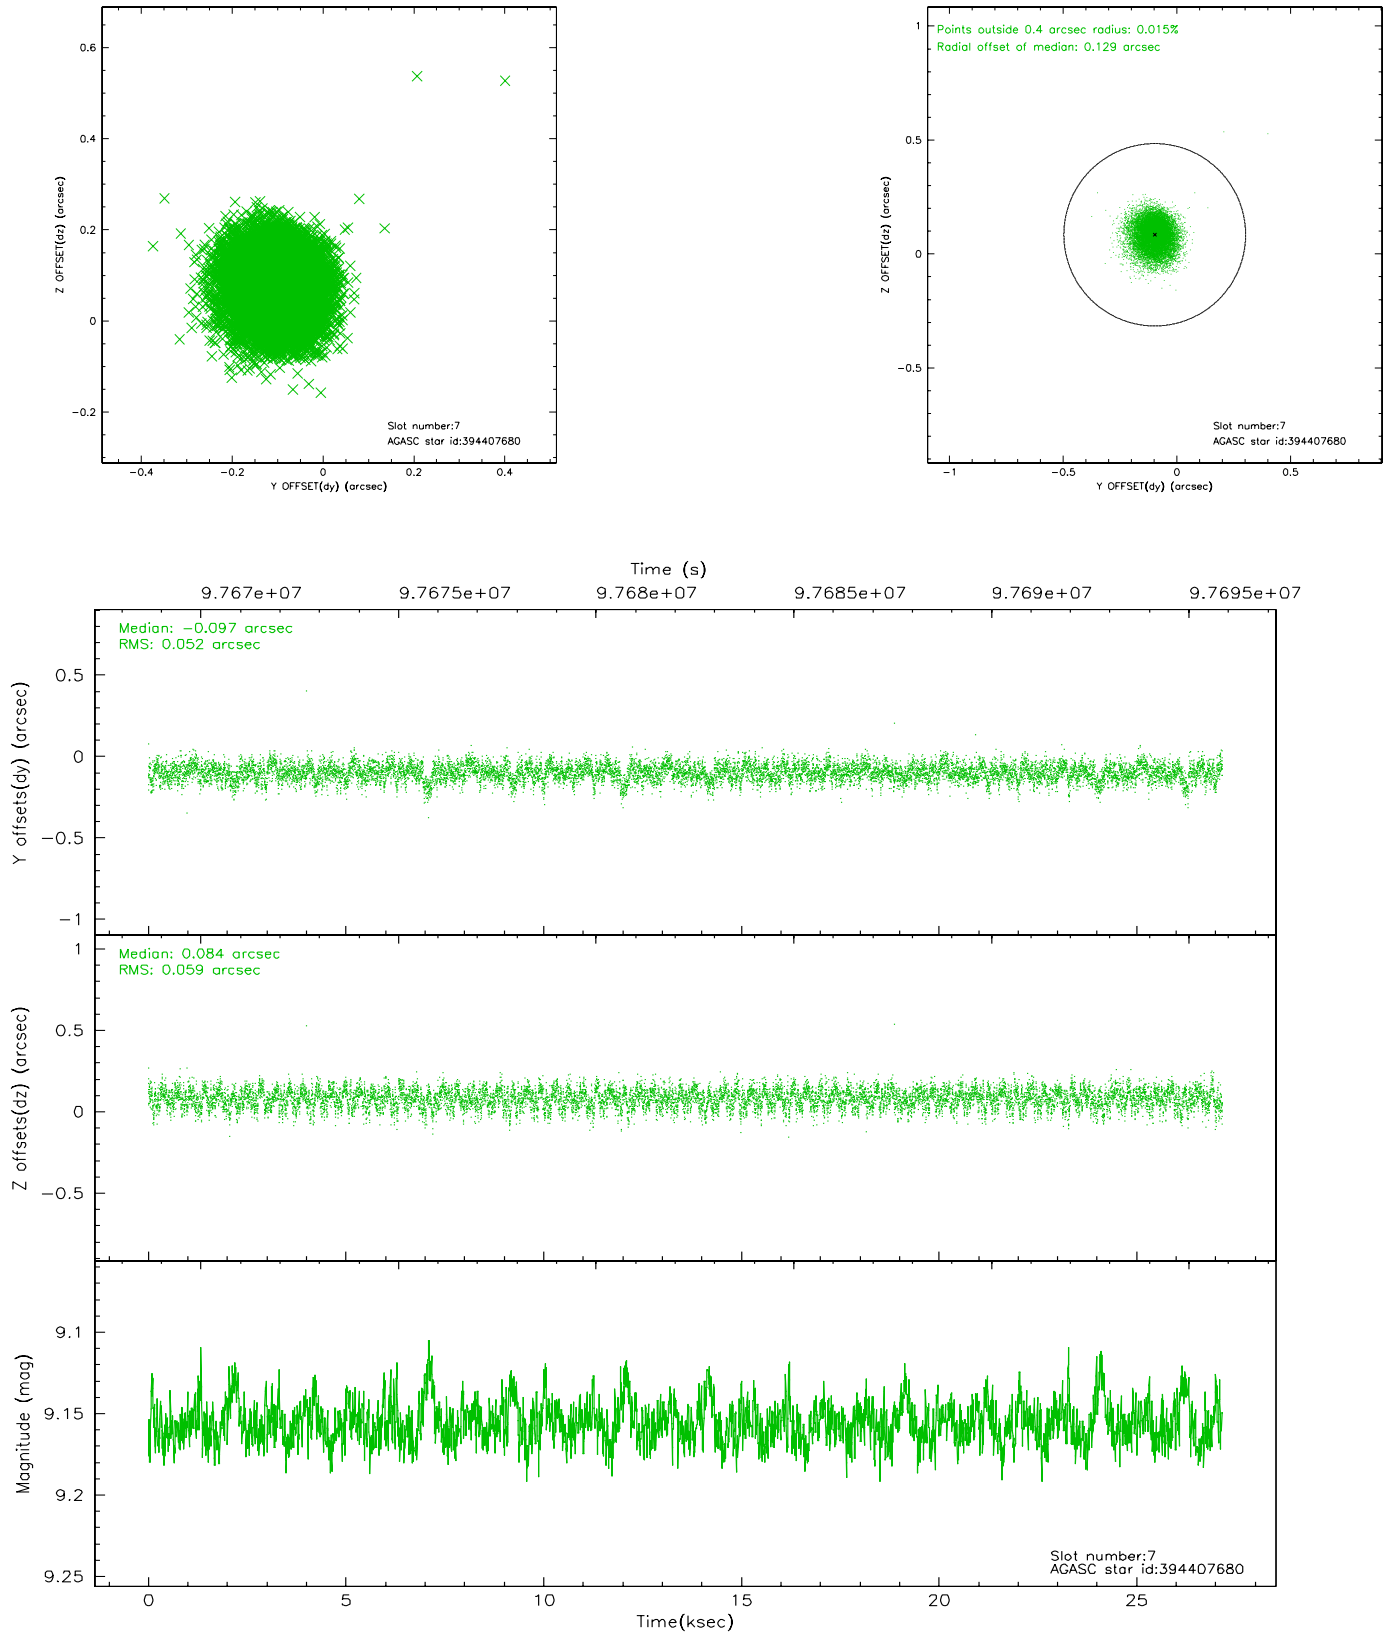 0.6
0.4
0.2
0
−0.2
Z OFFSET(dz) (arcsec)
Slot number:7
AGASC star id:394407680
−0.4 −0.2 0 0.2 0.4
Y OFFSET(dy) (arcsec)
Points outside 0.4 arcsec radius: 0.015%
Radial offset of median: 0.129 arcsec
1
0.5
0
−0.5
Z OFFSET(dz) (arcsec)
Slot number:7
AGASC star id:394407680
−1 −0.5 0 0.5
Y OFFSET(dy) (arcsec)
Time (s)
9.767e+07 9.7675e+07 9.768e+07 9.7685e+07 9.769e+07 9.7695e+07
Median: −0.097 arcsec
RMS: 0.052 arcsec
0.5
0
−0.5
−1
Y offsets(dy) (arcsec)
Median: 0.084 arcsec
RMS: 0.059 arcsec
1
0.5
0
−0.5
Z offsets(dz) (arcsec)
9.1
9.15
9.2
9.25
Magnitude (mag)
Slot number:7
AGASC star id:394407680
0 5 10 15 20 25
Time(ksec)